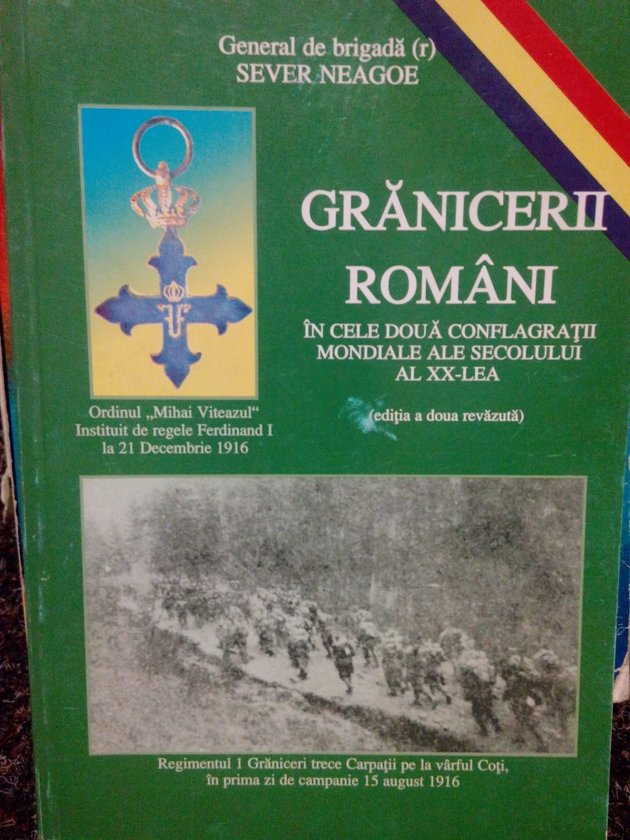 General de brigadă (r)
SEVER NEAGOE
GRĂNICERII
ROMÂNI
ÎN CELE DOUĂ CONFLAGRAŢII
MONDIALE ALE SECOLULUI
AL XX-LEA
(ediţia a doua revăzută)
Ordinul „Mihai Viteazul“
Instituit de regele Ferdinand I
la 21 Decembrie 1916
Regimentul 1 Grăniceri trece Carpaţii pe la vârful Coţi,
în prima zi de campanie 15 august 1916